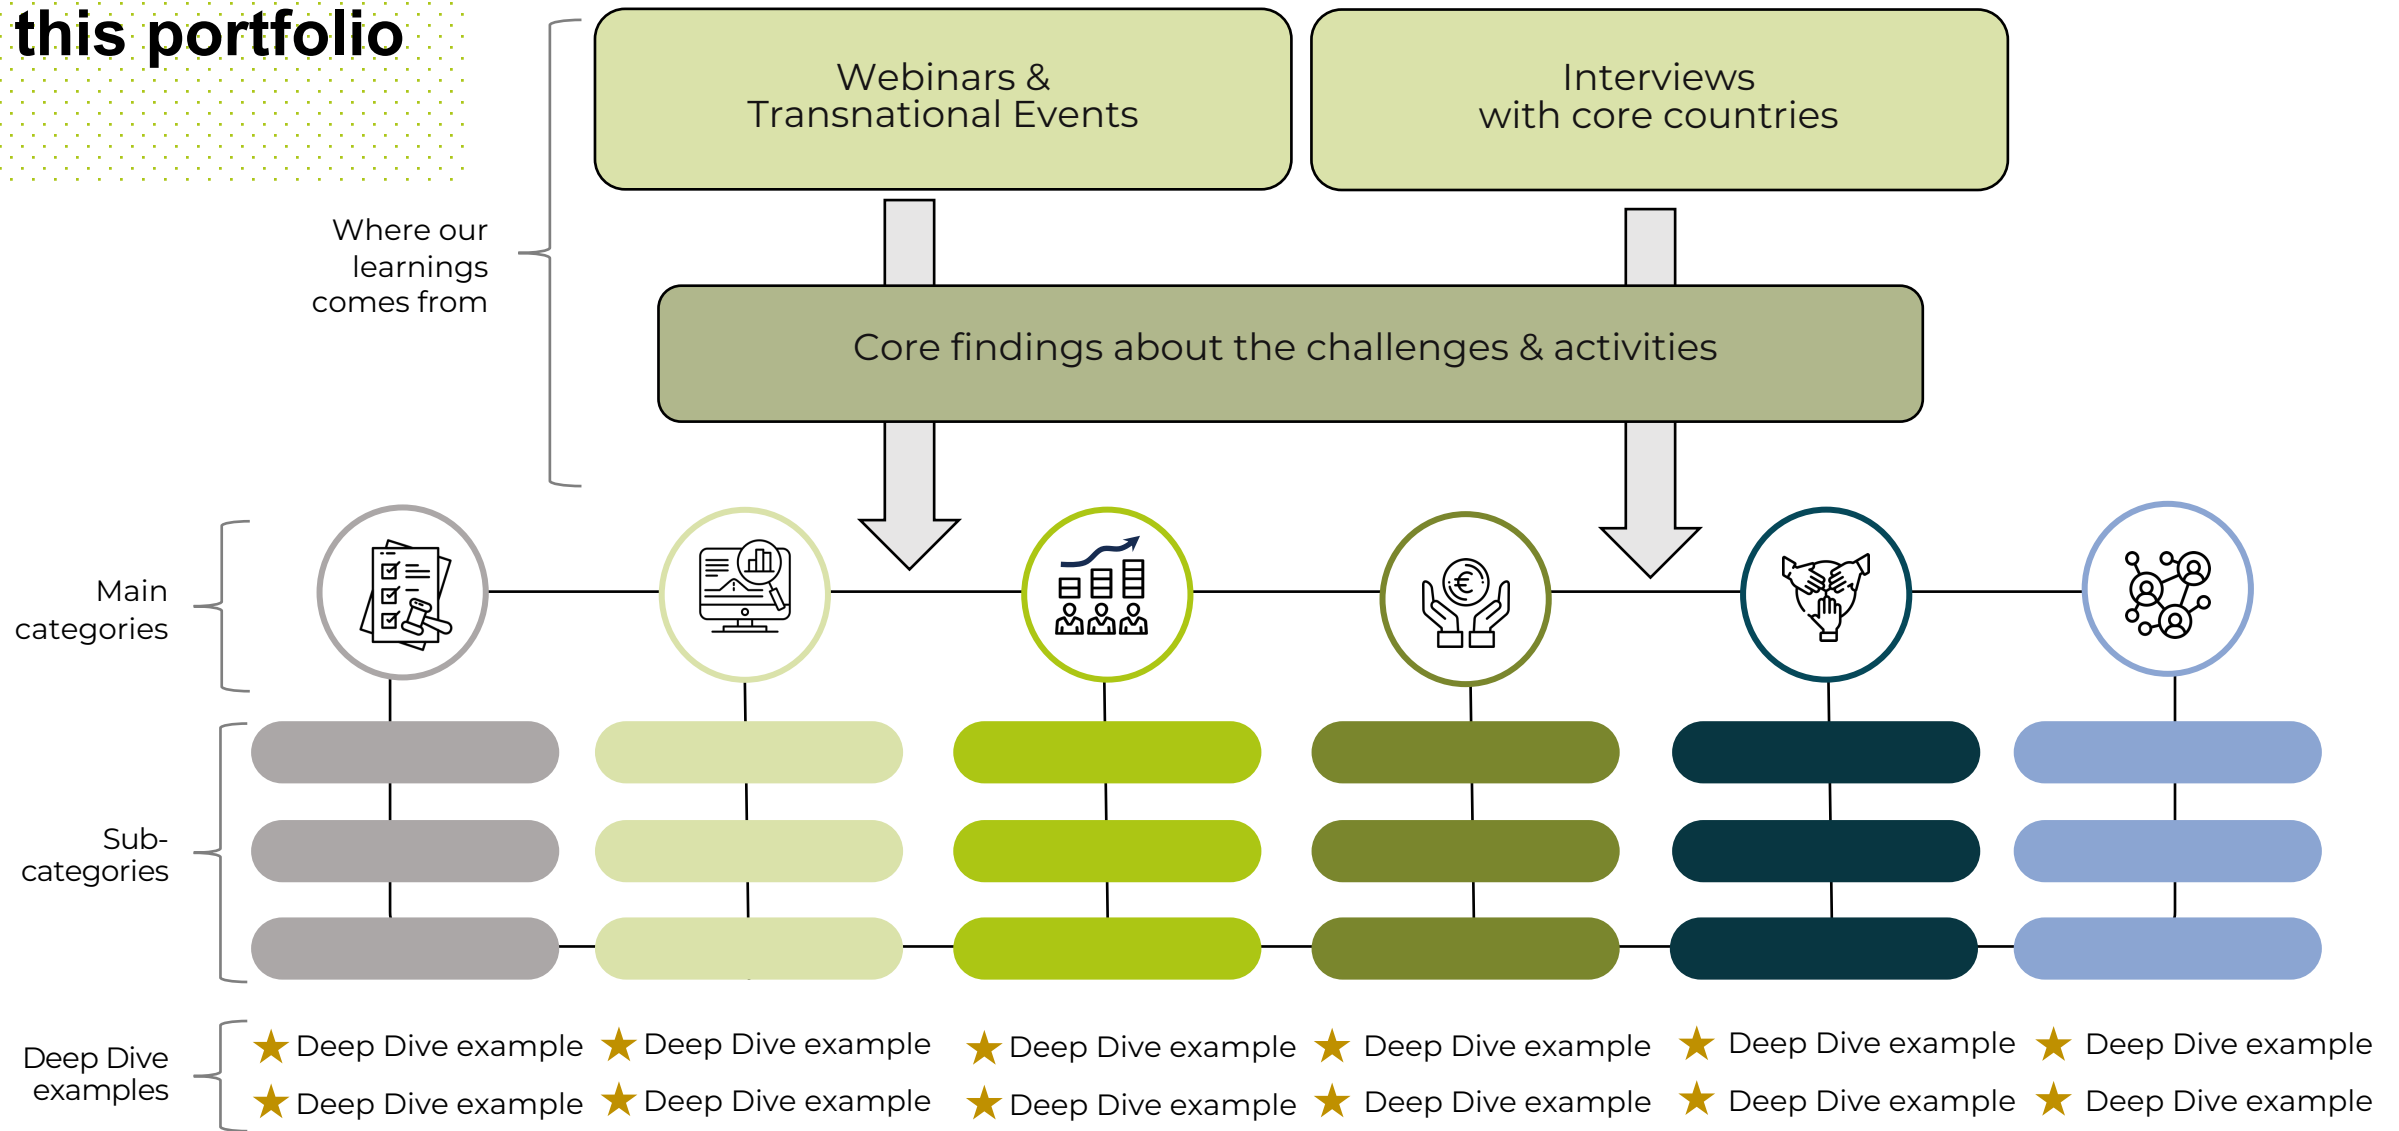 this portfolio
Webinars &
Transnational Events
Interviews
with core countries
Where our
learnings
comes from
Core findings about the challenges & activities
Main
categories
€
Sub-
categories
Deep Dive
examples
Deep Dive example
Deep Dive example
Deep Dive example
Deep Dive example
Deep Dive example
Deep Dive example
Deep Dive example
Deep Dive example
Deep Dive example
Deep Dive example
Deep Dive example
Deep Dive example